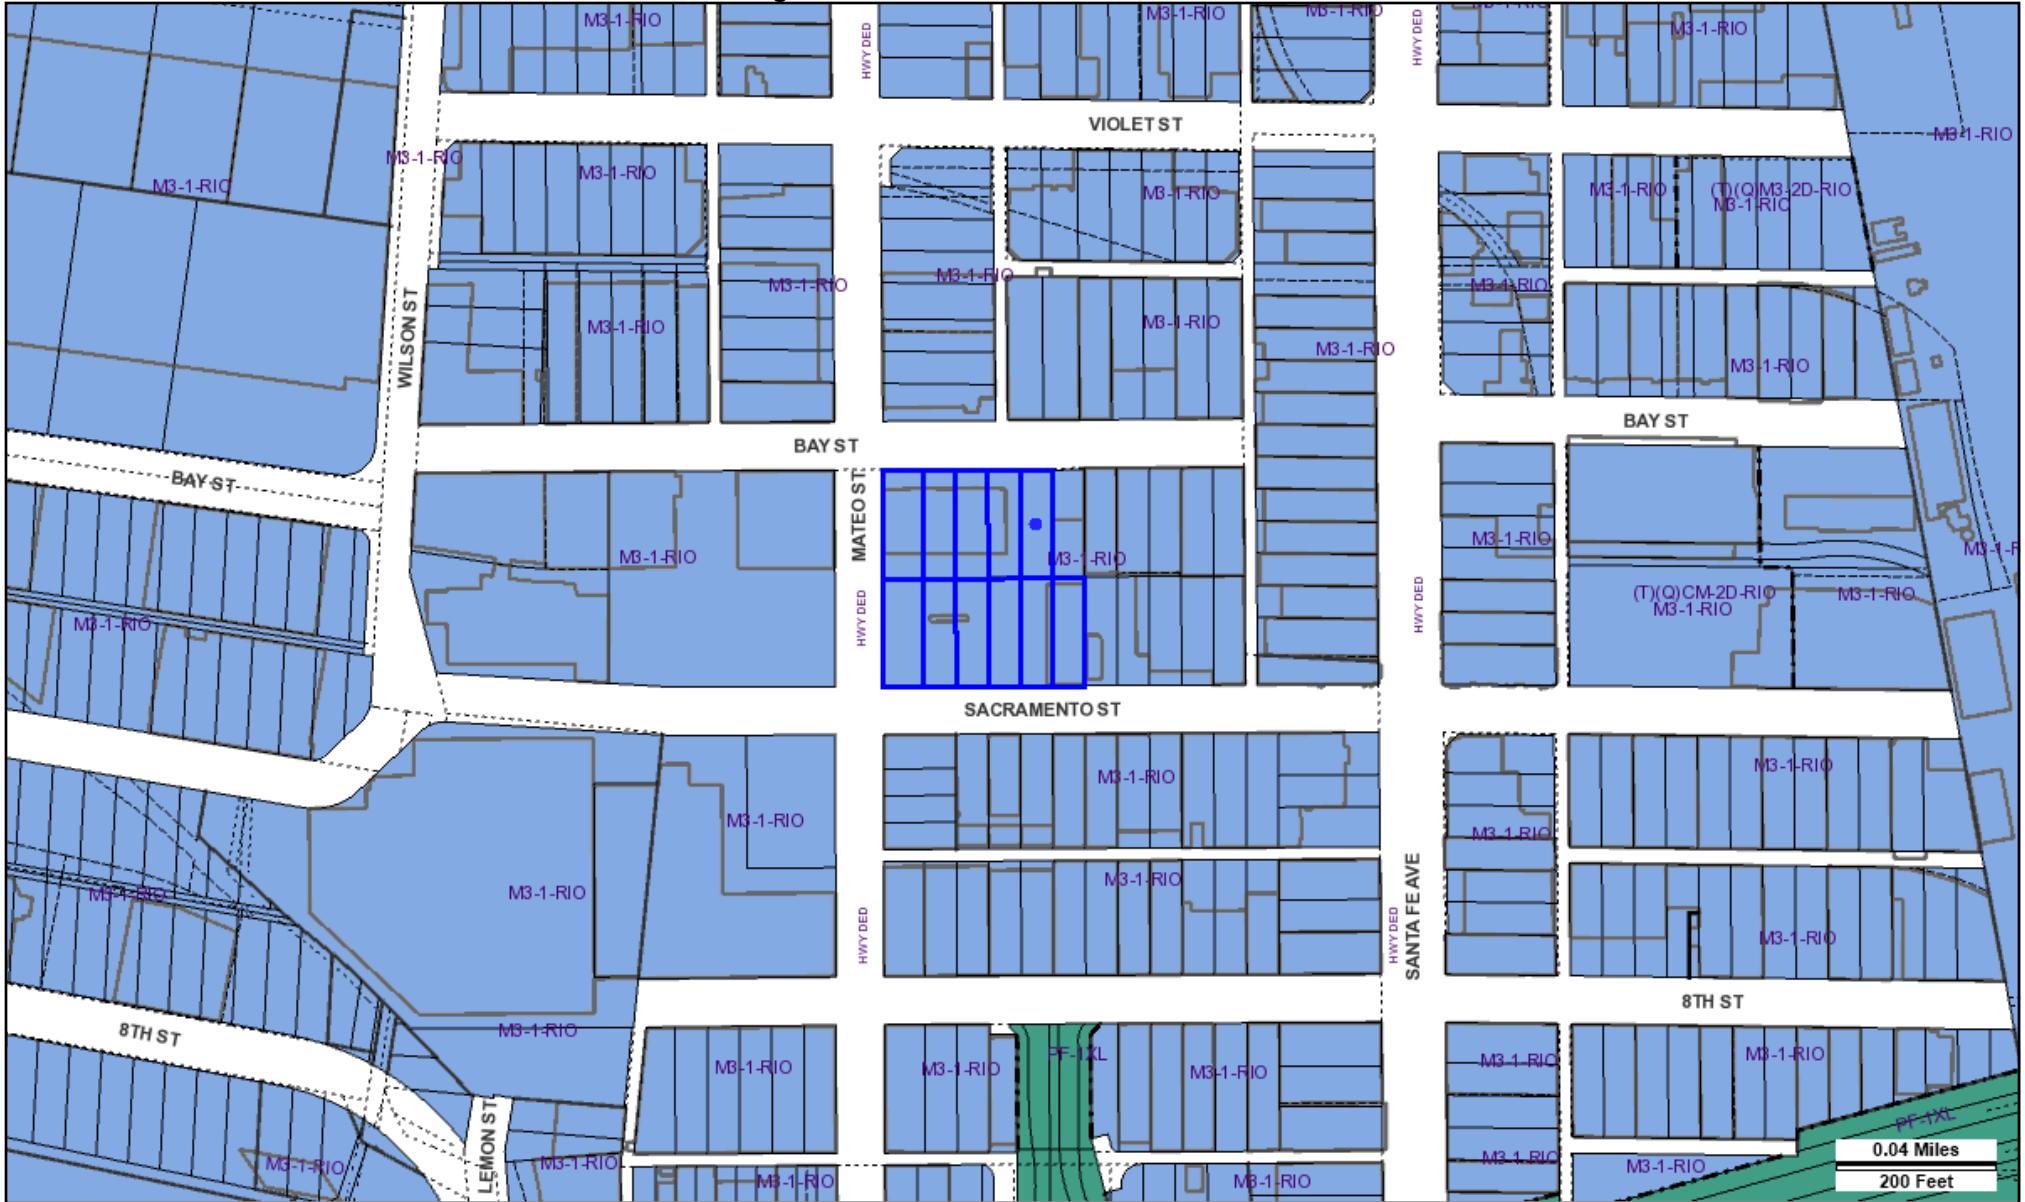 M3-1-RIO
M3-1-RIO
M3-1-RIO
M3-1-RIO
HWY DED
HWY DED
VIOLET ST
M3-1-RIO
M3-1-RIO
M3-1-RIO
M3-1-RIO
M3-1-RIO
M3-1-RIO
(T)(Q)M3-2D-RIO
M3-1-RIO
M3-1-RIO
M3-1-RIO
M3-1-RIO
M3-1-RIO
WILSON ST
M3-1-RIO
M3-1-RIO
M3-1-RIO
M3-1-RIO
BAY ST
BAY ST
BAY ST
MATEO ST
M3-1-RIO
M3-1-RIO
M3-1-RIO
HWY DED
HWY DED
(T)(Q)CM-2D-RIO
M3-1-RIO
M3-1-RIO
M3-1-RIO
SACRAMENTO ST
M3-1-RIO
M3-1-RIO
M3-1-RIO
M3-1-RIO
M3-1-RIO
M3-1-RIO
M3-1-RIO
HWY DED
HWY DED
SANTA FE AVE
M3-1-RIO
8TH ST
8TH ST
M3-1-RIO
M3-1-RIO
M3-1-RIO
PF-1XL
M3-1-RIO
M3-1-RIO
M3-1-RIO
PF-1XL
LEMON ST
M3-1-RIO
M3-1-RIO
M3-1-RIO
M3-1-RIO
M3-1-RIO
M3-1-RIO
0.04 Miles
200 Feet